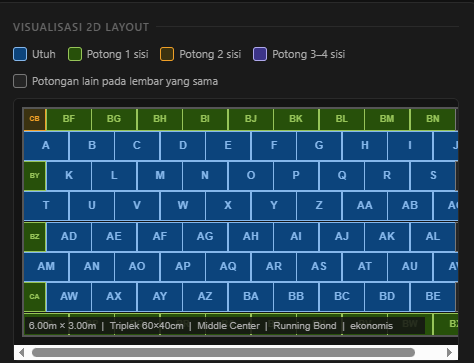 VISUALISASI 2D LAYOUT
Utuh Potong 1 sisi Potong 2 sisi Potong 3–4 sisi
Potongan lain pada lembar yang sama
CB BF BG BH BI BJ BK BL BM BN
A B C D E F G H I J
BY K L M N O P Q R S
T U V W X Y Z AA AB
BZ AD AE AF AG AH AI AJ AK AL
AM AN AO AP AQ AR AS AT AU
CA AW AX AY AZ BA BB BC BD BE
6.00m × 3.00m | Triplek 60×40cm | Middle Center | Running Bond | ekonomis